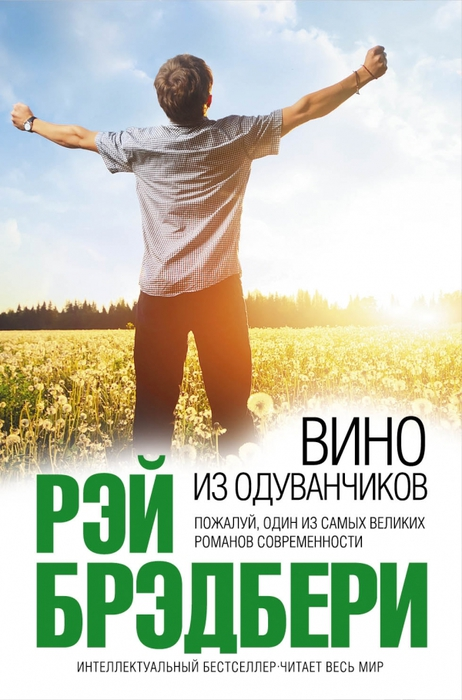 ВИНО
ИЗ ОДУВАНЧИКОВ
ПОЖАЛУЙ, ОДИН ИЗ САМЫХ ВЕЛИКИХ
РОМАНОВ СОВРЕМЕННОСТИ
РЭЙ
БРЭДБЕРИ
ИНТЕЛЛЕКТУАЛЬНЫЙ БЕСТСЕЛЛЕР·ЧИТАЕТ ВЕСЬ МИР